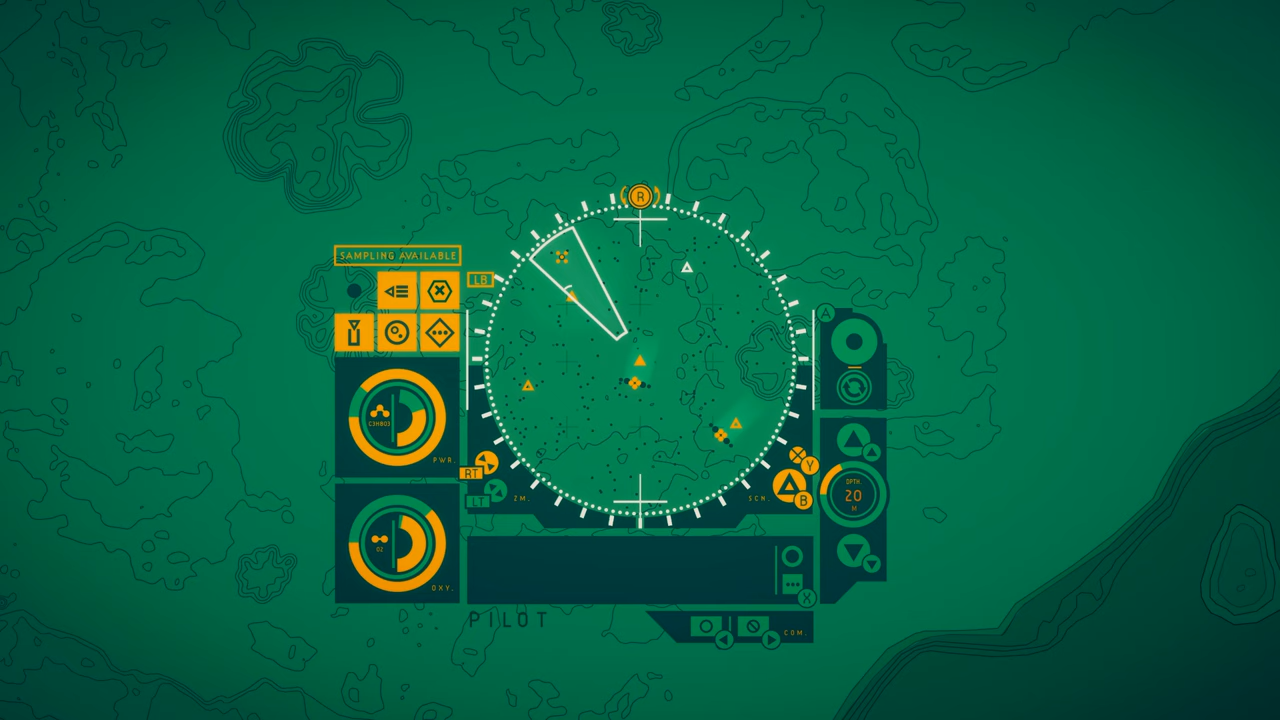 R
SAMPLING AVAILABLE
LB
A
C3H8O3
PWR.
RT
LT
ZM.
SCN.
Y
B
DPTH.
20
M
O2
OXY.
X
PILOT
COM.